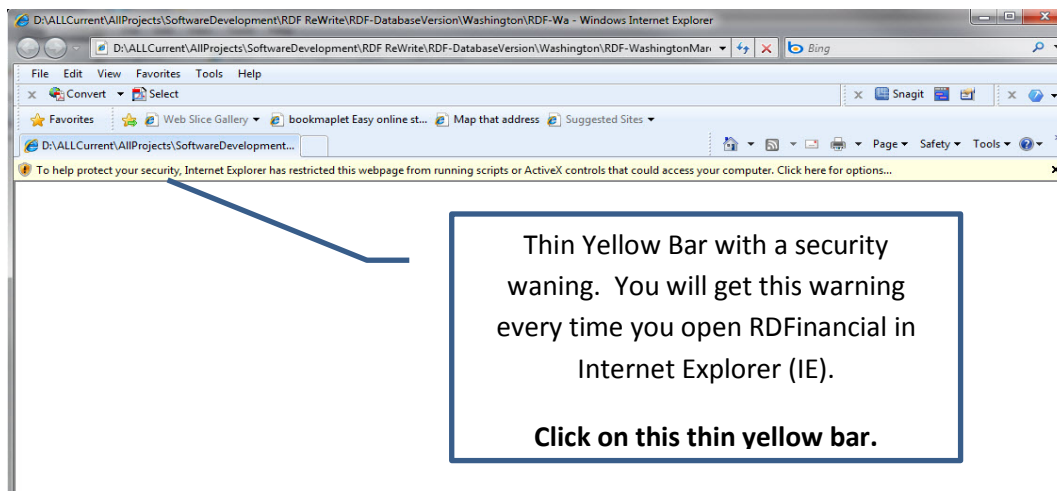 D:\ALLCurrent\AllProjects\SoftwareDevelopment\RDF ReWrite\RDF-DatabaseVersion\Washington\RDF-Wa - Windows Internet Explorer
D:\ALLCurrent\AllProjects\SoftwareDevelopment\RDF ReWrite\RDF-DatabaseVersion\Washington\RDF-WashingtonMar Bing
File Edit View Favorites Tools Help
x Convert Select x Snagit x
Favorites Web Slice Gallery bookmaplet Easy online st... Map that address Suggested Sites
D:\ALLCurrent\AllProjects\SoftwareDevelopment... Page Safety Tools
To help protect your security, Internet Explorer has restricted this webpage from running scripts or ActiveX controls that could access your computer. Click here for options... x
Thin Yellow Bar with a security
waning. You will get this warning
every time you open RDFinancial in
Internet Explorer (IE).
Click on this thin yellow bar.